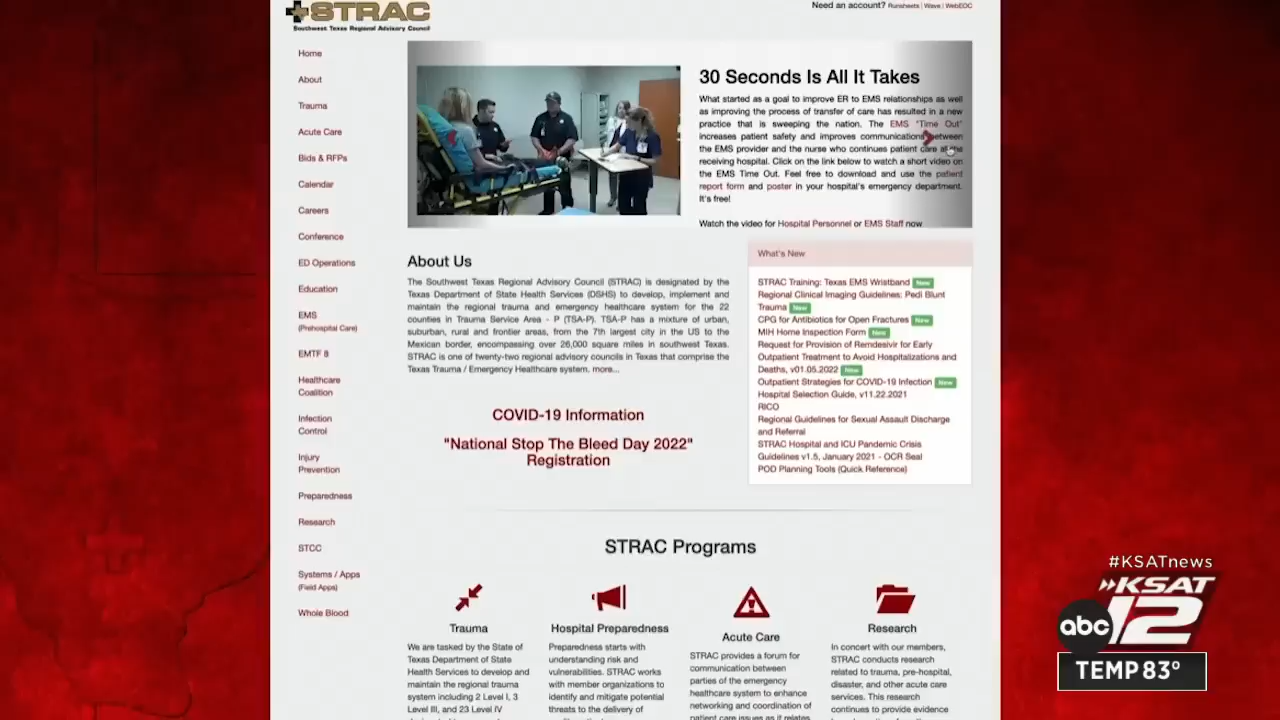 STRAC
Southwest Texas Regional Advisory Council
Need an account? Runsheets | Wave | WebEOC
Home
About
Trauma
Acute Care
Bids & RFPs
Calendar
Careers
Conference
ED Operations
Education
EMS
(Prehospital Care)
EMTF 8
Healthcare
Coalition
Infection
Control
Injury
Prevention
Preparedness
Research
STCC
Systems / Apps
(Field Apps)
Whole Blood
30 Seconds Is All It Takes
What started as a goal to improve ER to EMS relationships as well
as improving the process of transfer of care has resulted in a new
practice that is sweeping the nation. The EMS "Time Out"
increases patient safety and improves communications between
the EMS provider and the nurse who continues patient care at the
receiving hospital. Click on the link below to watch a short video on
the EMS Time Out. Feel free to download and use the patient
report form and poster in your hospital's emergency department.
It's free!
Watch the video for Hospital Personnel or EMS Staff now
About Us
The Southwest Texas Regional Advisory Council (STRAC) is designated by the
Texas Department of State Health Services (DSHS) to develop, implement and
maintain the regional trauma and emergency healthcare system for the 22
counties in Trauma Service Area - P (TSA-P). TSA-P has a mixture of urban,
suburban, rural and frontier areas, from the 7th largest city in the US to the
Mexican border, encompassing over 26,000 square miles in southwest Texas.
STRAC is one of twenty-two regional advisory councils in Texas that comprise the
Texas Trauma / Emergency Healthcare system. more...
COVID-19 Information
"National Stop The Bleed Day 2022"
Registration
What's New
STRAC Training: Texas EMS Wristband New
Regional Clinical Imaging Guidelines: Pedi Blunt
Trauma New
CPG for Antibiotics for Open Fractures New
MIH Home Inspection Form New
Request for Provision of Remdesivir for Early
Outpatient Treatment to Avoid Hospitalizations and
Deaths, v01.05.2022 New
Outpatient Strategies for COVID-19 Infection New
Hospital Selection Guide, v11.22.2021
RICO
Regional Guidelines for Sexual Assault Discharge
and Referral
STRAC Hospital and ICU Pandemic Crisis
Guidelines v1.5, January 2021 - OCR Seal
POD Planning Tools (Quick Reference)
STRAC Programs
Trauma
We are tasked by the State of
Texas Department of State
Health Services to develop and
maintain the regional trauma
system including 2 Level I, 3
Level III, and 23 Level IV
Hospital Preparedness
Preparedness starts with
understanding risk and
vulnerabilities. STRAC works
with member organizations to
identify and mitigate potential
threats to the delivery of
Acute Care
STRAC provides a forum for
communication between
parties of the emergency
healthcare system to enhance
networking and coordination of
patient care issues as it relates
Research
In concert with our members,
STRAC conducts research
related to trauma, pre-hospital,
disaster, and other acute care
services. This research
continues to provide evidence
#KSATnews
KSAT
abc 12
TEMP 83°